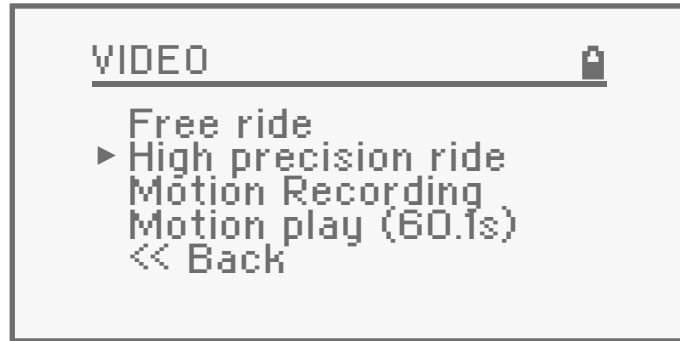 VIDEO
Free ride
High precision ride
Motion Recording
Motion play (60.1s)
<< Back